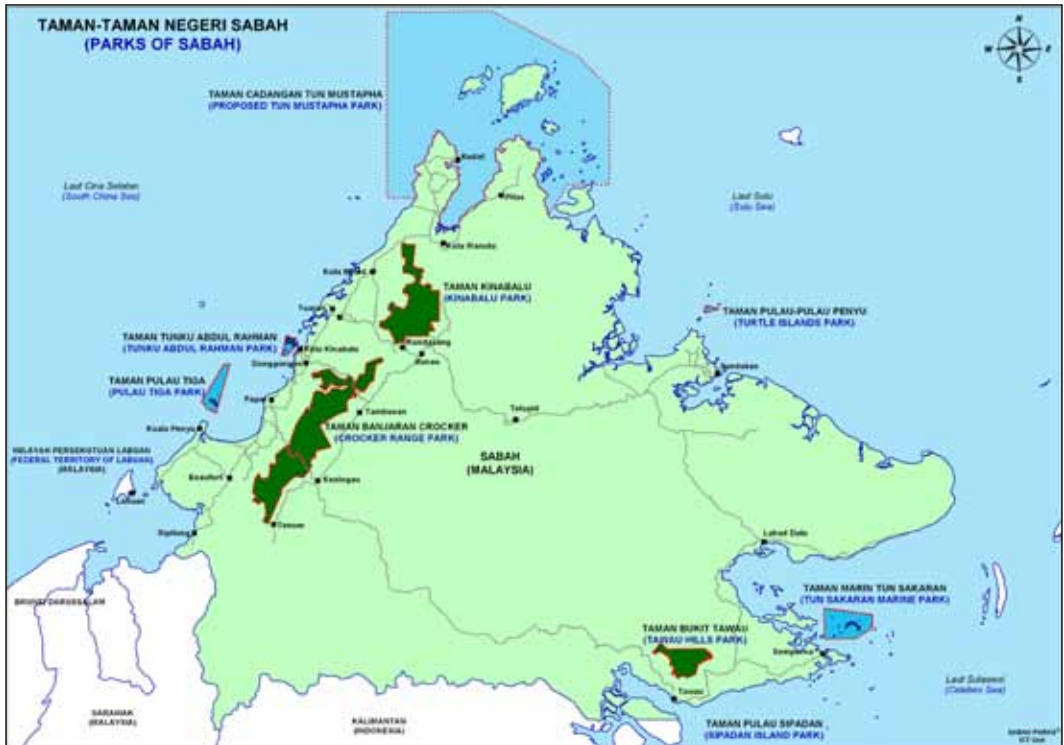 TAMAN-TAMAN NEGERI SABAH
(PARKS OF SABAH)
N
W
E
S
TAMAN CADANGAN TUN MUSTAPHA
(PROPOSED TUN MUSTAPHA PARK)
Kudat
Laut Cina Selatan
(South China Sea)
Laut Sulu
(Sulu Sea)
Pitas
Kota Marudu
Kota Belud
TAMAN KINABALU
(KINABALU PARK)
TAMAN PULAU-PULAU PENYU
(TURTLE ISLANDS PARK)
Tuaran
TAMAN TUNKU ABDUL RAHMAN
(TUNKU ABDUL RAHMAN PARK)
Kota Kinabalu
Kundasang
Ranau
Donggongon
Sandakan
TAMAN PULAU TIGA
(PULAU TIGA PARK)
Papar
Tambunan
Telupid
TAMAN BANJARAN CROCKER
(CROCKER RANGE PARK)
Kuala Penyu
WILAYAH PERSEKUTUAN LABUAN
(FEDERAL TERRITORY OF LABUAN)
(MALAYSIA)
SABAH
(MALAYSIA)
Beaufort
Keningau
Labuan
Sipitang
Tenom
Lahad Datu
TAMAN MARIN TUN SAKARAN
(TUN SAKARAN MARINE PARK)
BRUNEI DARUSSALAM
TAMAN BUKIT TAWAU
(TAWAU HILLS PARK)
Semporna
Laut Sulawesi
(Celebes Sea)
Tawau
SARAWAK
(MALAYSIA)
KALIMANTAN
(INDONESIA)
TAMAN PULAU SIPADAN
(SIPADAN ISLAND PARK)
SABAH PARKS
ICT Unit